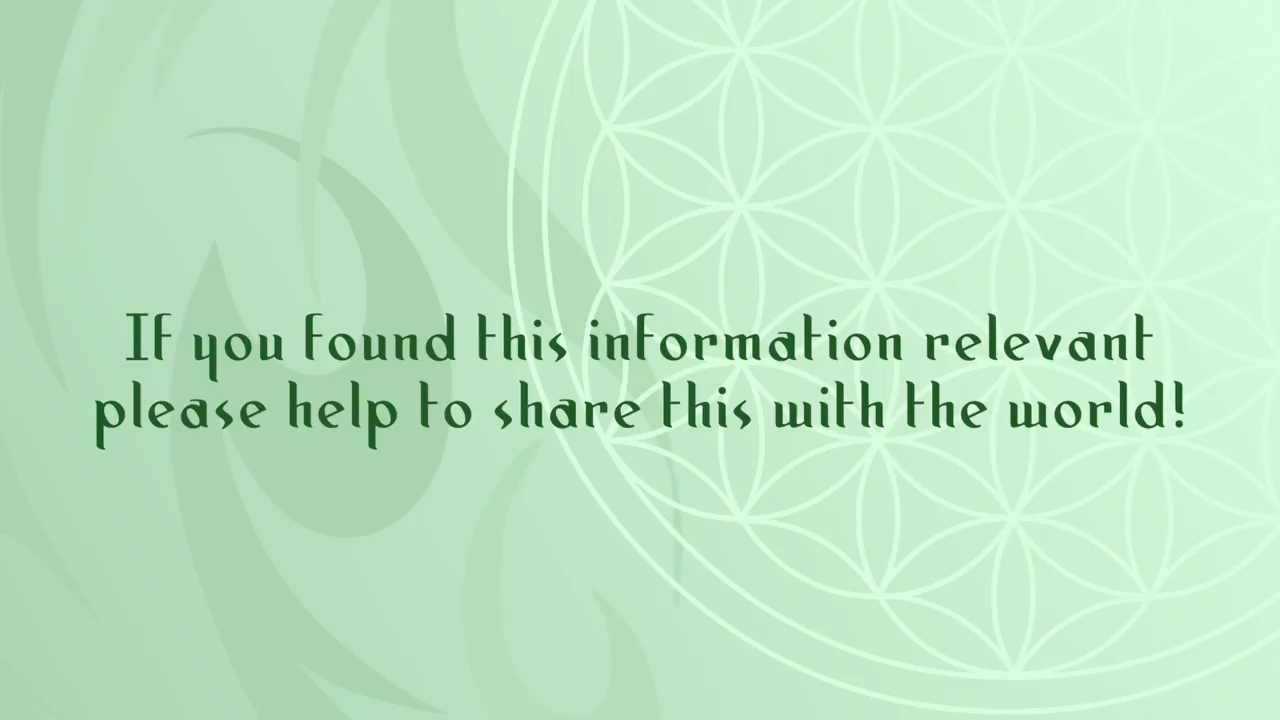 If you found this information relevant
please help to share this with the world!